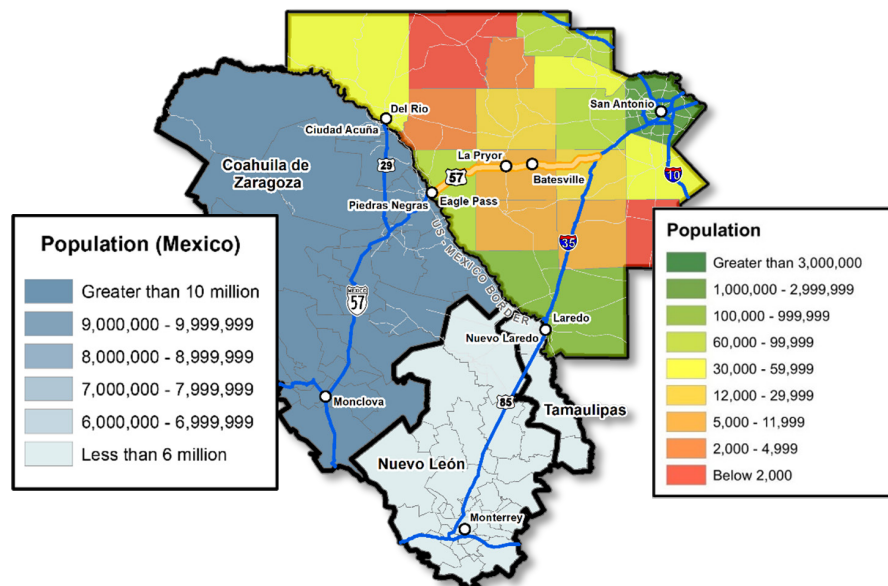 San Antonio
Del Rio
Ciudad Acuña
Coahuila de
Zaragoza
29
La Pryor
57
Batesville
10
Piedras Negras
Eagle Pass
US - MEXICO BORDER
35
MEXICO
57
Laredo
Nuevo Laredo
Monclova
85
Tamaulipas
Nuevo León
Monterrey
Population (Mexico)
Greater than 10 million
9,000,000 - 9,999,999
8,000,000 - 8,999,999
7,000,000 - 7,999,999
6,000,000 - 6,999,999
Less than 6 million
Population
Greater than 3,000,000
1,000,000 - 2,999,999
100,000 - 999,999
60,000 - 99,999
30,000 - 59,999
12,000 - 29,999
5,000 - 11,999
2,000 - 4,999
Below 2,000